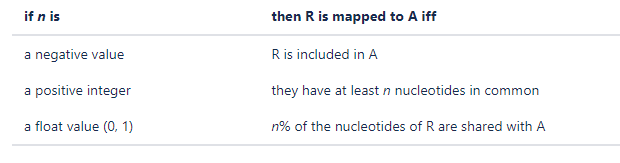 if n is then R is mapped to A iff
a negative value R is included in A
a positive integer they have at least n nucleotides in common
a float value (0, 1) n% of the nucleotides of R are shared with A